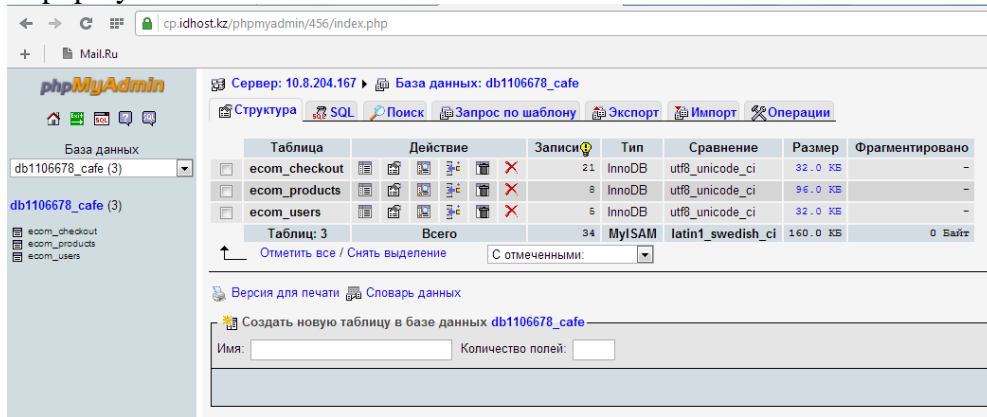 cp.idhost.kz/phpmyadmin/456/index.php
+ Mail.Ru
phpMyAdmin
SQL
База данных
db1106678_cafe (3)
db1106678_cafe (3)
ecom_checkout
ecom_products
ecom_users
Сервер: 10.8.204.167 База данных: db1106678_cafe
Структура SQL Поиск Запрос по шаблону Экспорт Импорт Операции
Таблица Действие Записи Тип Сравнение Размер Фрагментировано
ecom_checkout 21 InnoDB utf8_unicode_ci 32.0 КБ -
ecom_products 8 InnoDB utf8_unicode_ci 96.0 КБ -
ecom_users 5 InnoDB utf8_unicode_ci 32.0 КБ -
Таблиц: 3 Всего 34 MyISAM latin1_swedish_ci 160.0 КБ 0 Байт
Отметить все / Снять выделение С отмеченными:
Версия для печати Словарь данных
Создать новую таблицу в базе данных db1106678_cafe
Имя: Количество полей: